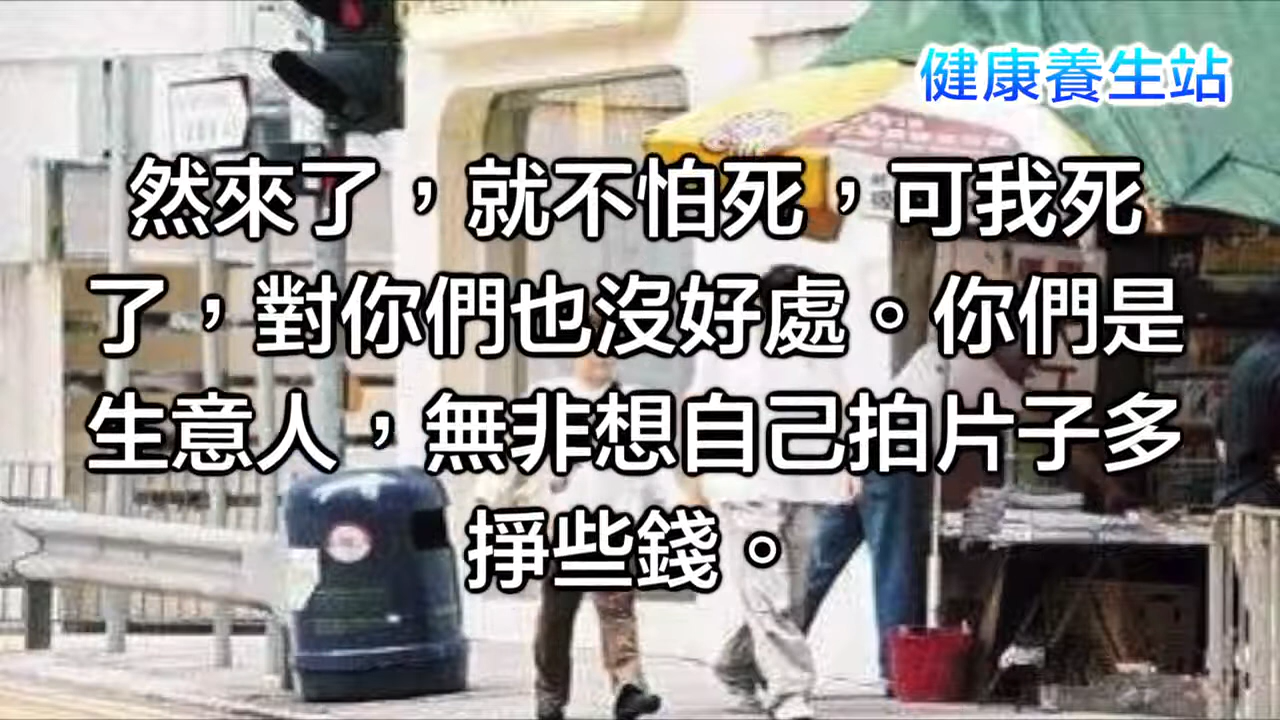 健康養生站
然來了，就不怕死，可我死
了，對你們也沒好處。你們是
生意人，無非想自己拍片子多
掙些錢。